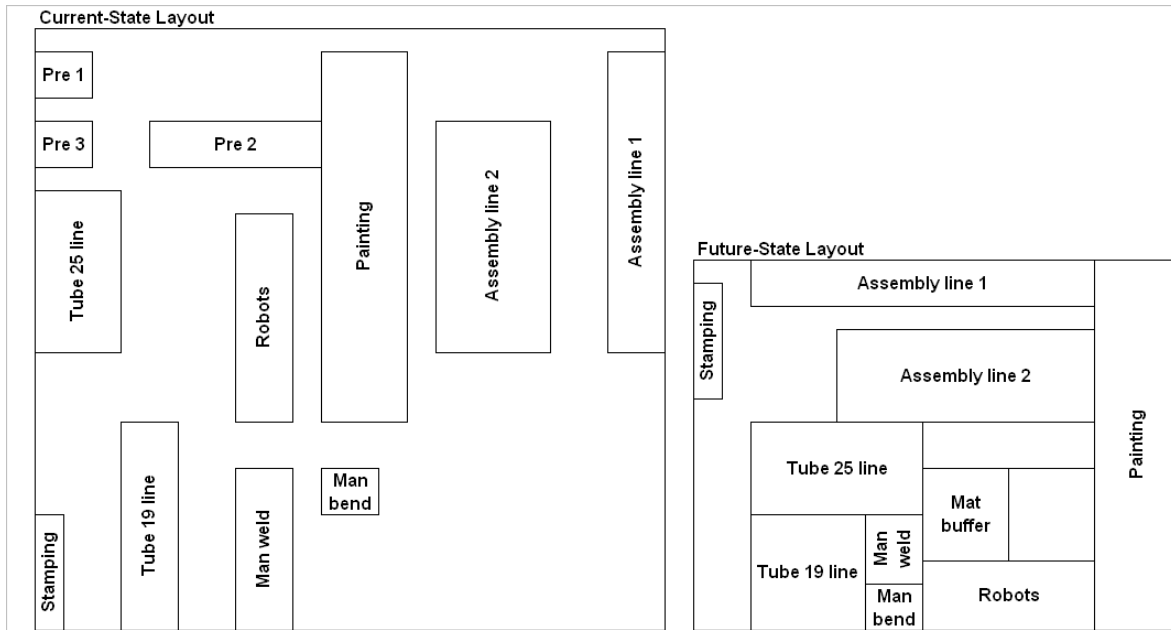 Current-State Layout
Pre 1
Pre 3
Pre 2
Tube 25 line
Robots
Painting
Assembly line 2
Assembly line 1
Stamping
Tube 19 line
Man weld
Man
bend
Future-State Layout
Assembly line 1
Stamping
Assembly line 2
Painting
Tube 25 line
Mat
buffer
Tube 19 line
Man
weld
Man
bend
Robots